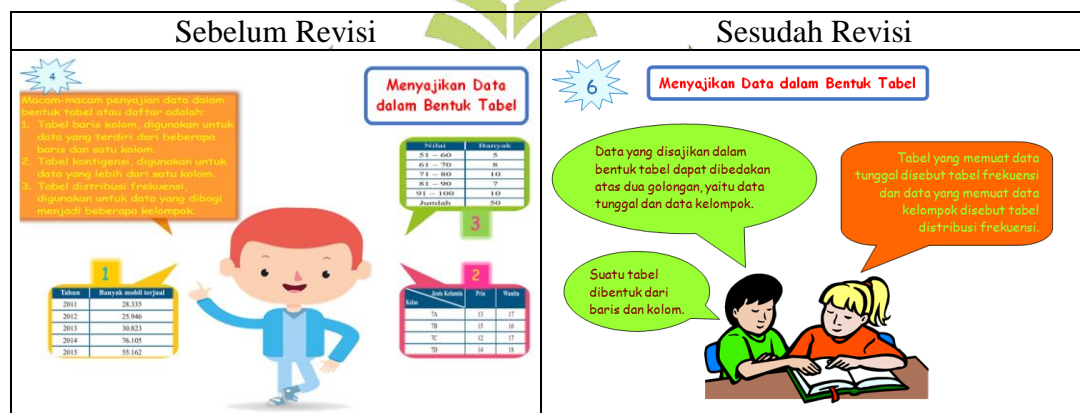 Sebelum Revisi
Sesudah Revisi
4
Menyajikan Data
dalam Bentuk Tabel
Macam-macam penyajian data dalam
bentuk tabel atau daftar adalah:
1. Tabel baris kolom, digunakan untuk
data yang terdiri dari beberapa
baris dan satu kolom.
2. Tabel kontigensi, digunakan untuk
data yang lebih dari satu kolom.
3. Tabel distribusi frekuensi,
digunakan untuk data yang dibagi
menjadi beberapa kelompok.
Nilai Banyak
51 – 60 5
61 – 70 8
71 – 80 10
81 – 90 7
91 – 100 10
Jumlah 50
3
1
Tahun Banyak mobil terjual
2011 28.335
2012 25.946
2013 30.823
2014 76.105
2015 55.162
2
Jenis Kelamin Pria Wanita
Kelas
7A 13 17
7B 15 16
7C 12 17
7D 14 18
6
Menyajikan Data dalam Bentuk Tabel
Data yang disajikan dalam
bentuk tabel dapat dibedakan
atas dua golongan, yaitu data
tunggal dan data kelompok.
Tabel yang memuat data
tunggal disebut tabel frekuensi
dan data yang memuat data
kelompok disebut tabel
distribusi frekuensi.
Suatu tabel
dibentuk dari
baris dan kolom.